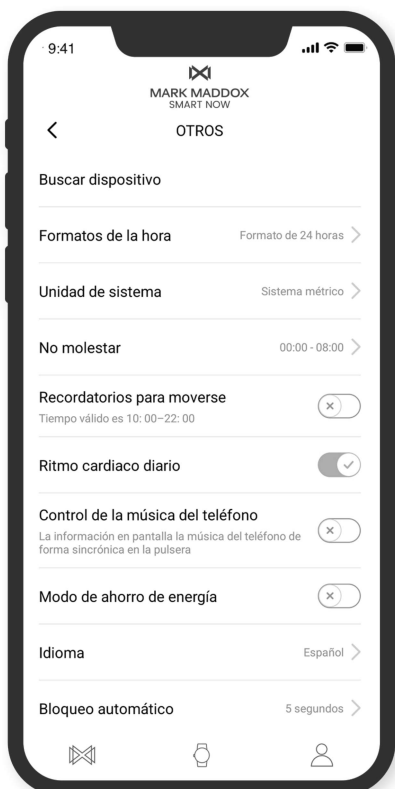 9:41
MARK MADDOX
SMART NOW
OTROS
Buscar dispositivo
Formatos de la hora Formato de 24 horas
Unidad de sistema Sistema métrico
No molestar 00:00 - 08:00
Recordatorios para moverse
Tiempo válido es 10: 00–22: 00
Ritmo cardiaco diario
Control de la música del teléfono
La información en pantalla la música del teléfono de
forma sincrónica en la pulsera
Modo de ahorro de energía
Idioma Español
Bloqueo automático 5 segundos